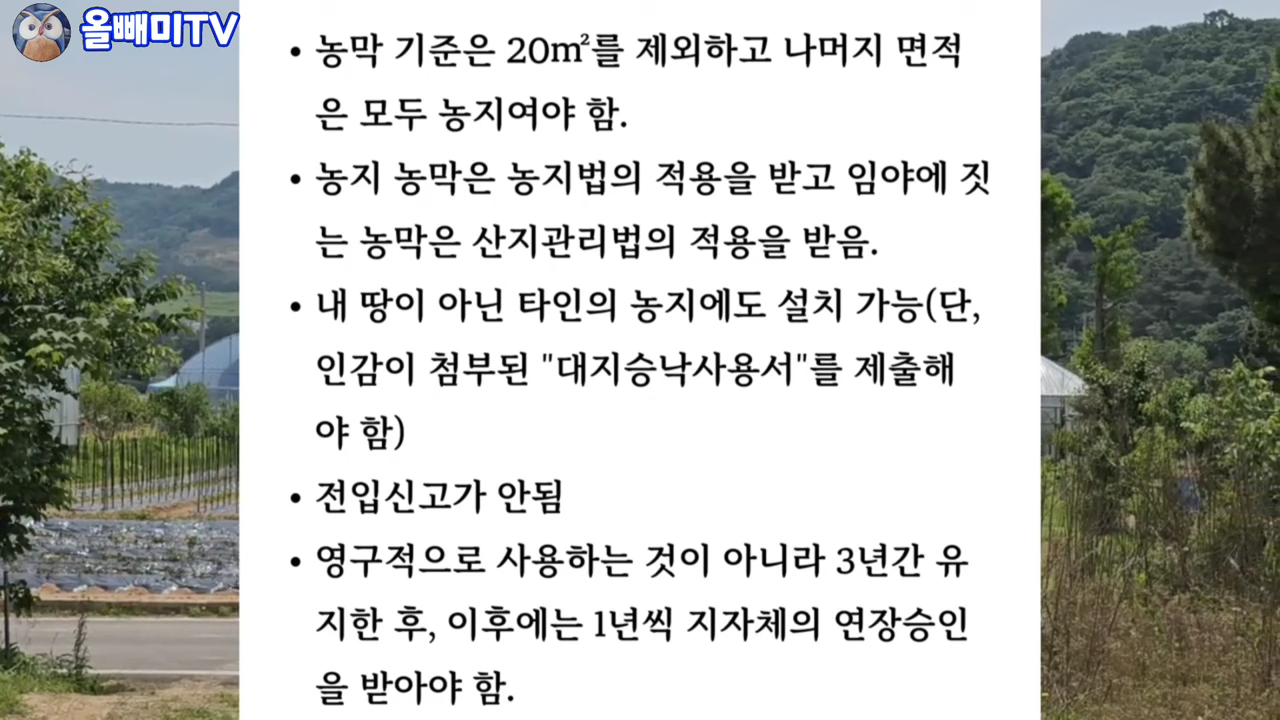 올빼미TV
• 농막 기준은 20㎡를 제외하고 나머지 면적
은 모두 농지여야 함.
• 농지 농막은 농지법의 적용을 받고 임야에 짓
는 농막은 산지관리법의 적용을 받음.
• 내 땅이 아닌 타인의 농지에도 설치 가능(단,
인감이 첨부된 "대지승낙사용서"를 제출해
야 함)
• 전입신고가 안됨
• 영구적으로 사용하는 것이 아니라 3년간 유
지한 후, 이후에는 1년씩 지자체의 연장승인
을 받아야 함.